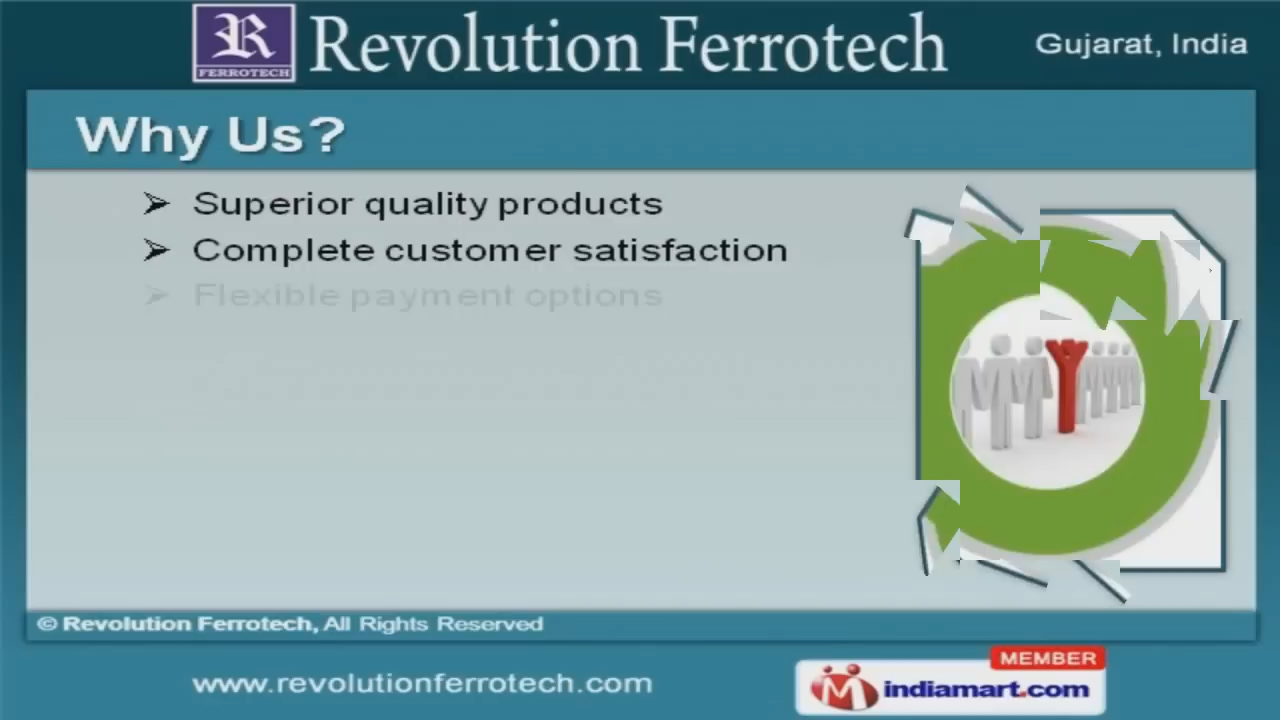 R
FERROTECH
Revolution Ferrotech
Gujarat, India
Why Us?
➢ Superior quality products
➢ Complete customer satisfaction
➢ Flexible payment options
© Revolution Ferrotech, All Rights Reserved
www.revolutionferrotech.com
MEMBER
indiamart.com